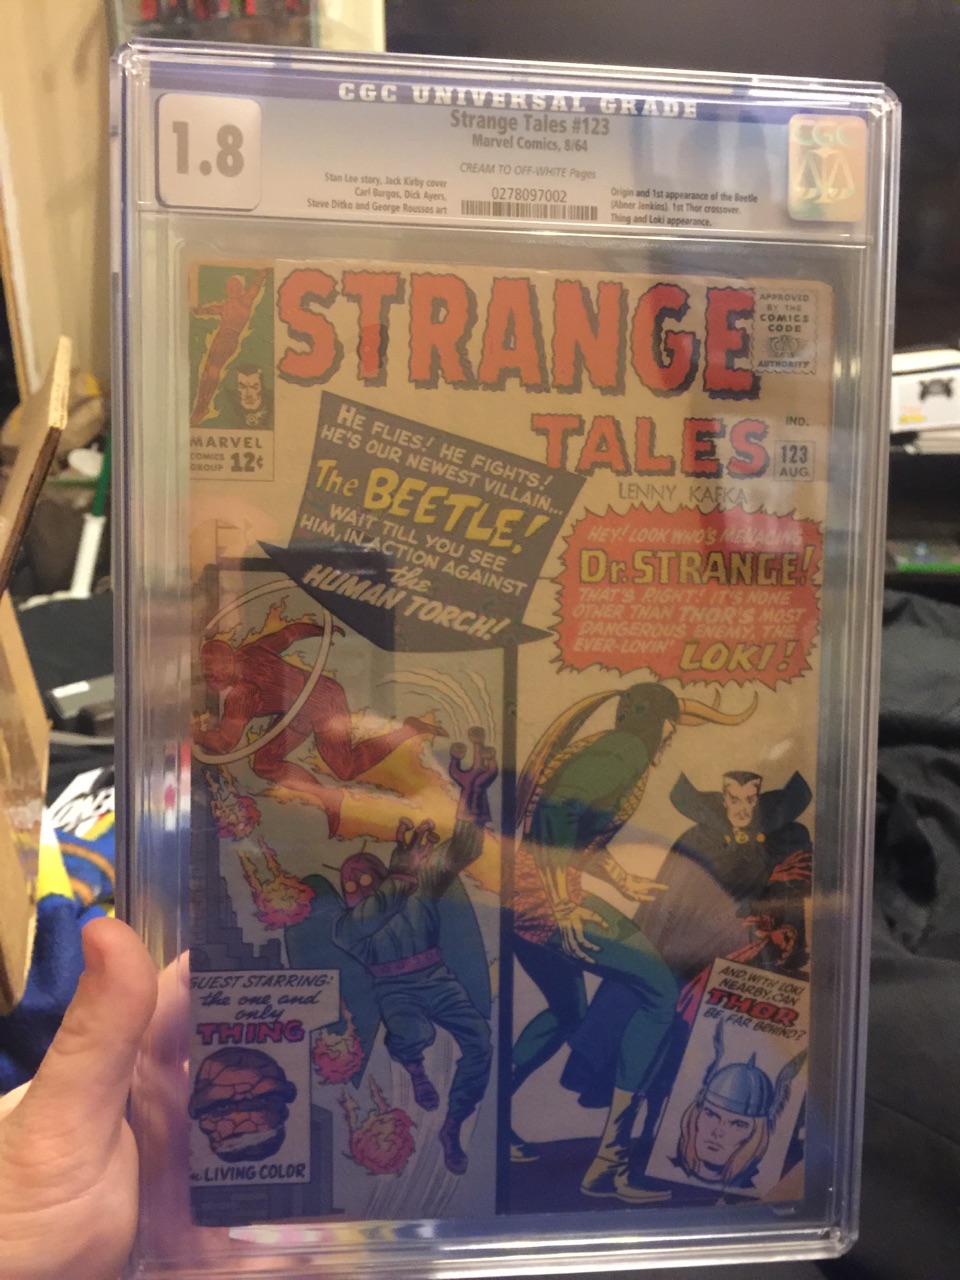 CGC UNIVERSAL GRADE
1.8
Strange Tales #123
Marvel Comics, 8/64
CREAM TO OFF-WHITE Pages
Stan Lee story, Jack Kirby cover
Carl Burgos, Dick Ayers,
Steve Ditko and George Roussos art
0278097002
Origin and 1st appearance of the Beetle
(Abner Jenkins). 1st Thor crossover.
Thing and Loki appearance.
CGC
STRANGE
TALES
APPROVED
BY THE
COMICS
CODE
AUTHORITY
MARVEL
COMICS
GROUP 12¢
IND.
123
AUG.
LENNY KAFKA
HE FLIES! HE FIGHTS!
HE'S OUR NEWEST VILLAIN...
The BEETLE!
WAIT TILL YOU SEE
HIM, IN ACTION AGAINST
the
HUMAN TORCH!
HEY! LOOK WHO'S MENACING
Dr. STRANGE!
THAT'S RIGHT! IT'S NONE
OTHER THAN THOR'S MOST
DANGEROUS ENEMY, THE
EVER-LOVIN'
LOKI!
GUEST STARRING:
the one and
only
THING
in LIVING COLOR
AND, WITH LOKI
NEARBY, CAN
THOR
BE FAR BEHIND?